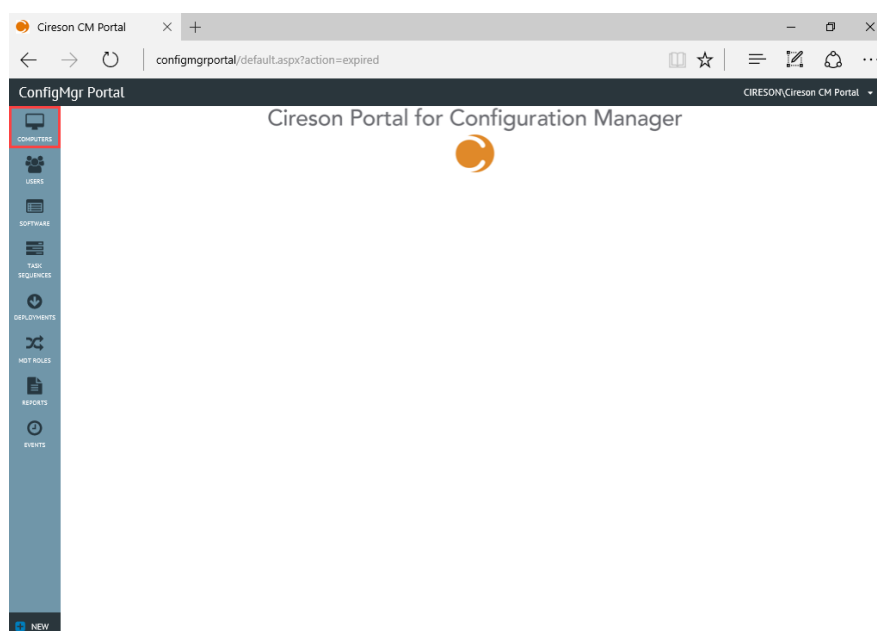 Cireson CM Portal
configmgrportal/default.aspx?action=expired
ConfigMgr Portal
CIRESON\Cireson CM Portal
Cireson Portal for Configuration Manager
COMPUTERS
USERS
SOFTWARE
TASK
SEQUENCES
DEPLOYMENTS
MDT ROLES
REPORTS
EVENTS
NEW